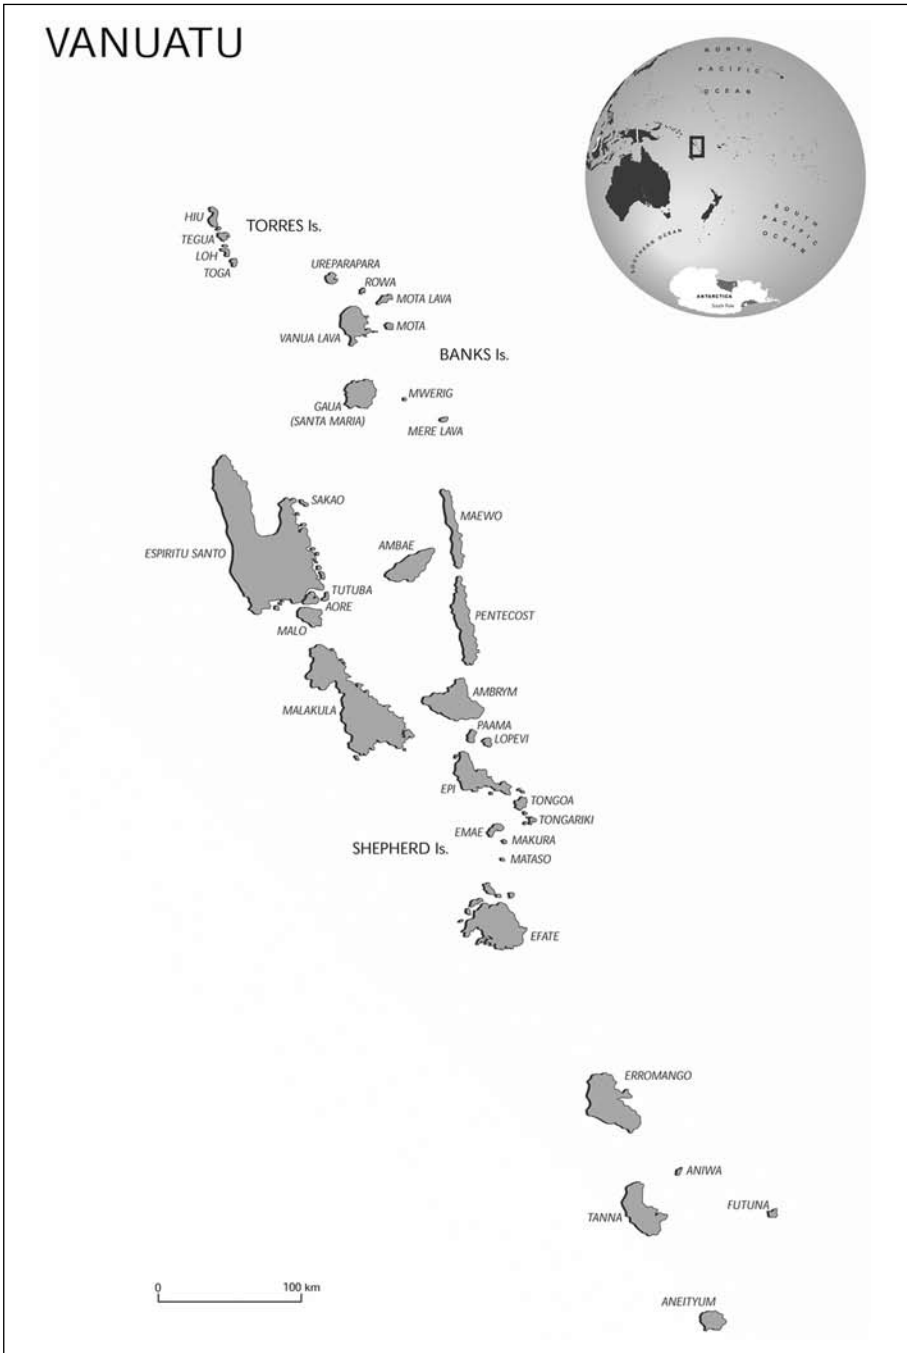 VANUATU
NORTH
PACIFIC
OCEAN
SOUTH
PACIFIC
OCEAN
SOUTHERN OCEAN
ANTARCTICA
South Pole
HIU
TORRES Is.
TEGUA
LOH
TOGA
UREPARAPARA
ROWA
MOTA LAVA
MOTA
VANUA LAVA
BANKS Is.
MWERIG
GAUA
(SANTA MARIA)
MERE LAVA
SAKAO
MAEWO
AMBAE
ESPIRITU SANTO
TUTUBA
AORE
PENTECOST
MALO
AMBRYM
MALAKULA
PAAMA
LOPEVI
EPI
TONGOA
TONGARIKI
EMAE
MAKURA
SHEPHERD Is.
MATASO
EFATE
ERROMANGO
ANIWA
FUTUNA
TANNA
0 100 km
ANEITYUM